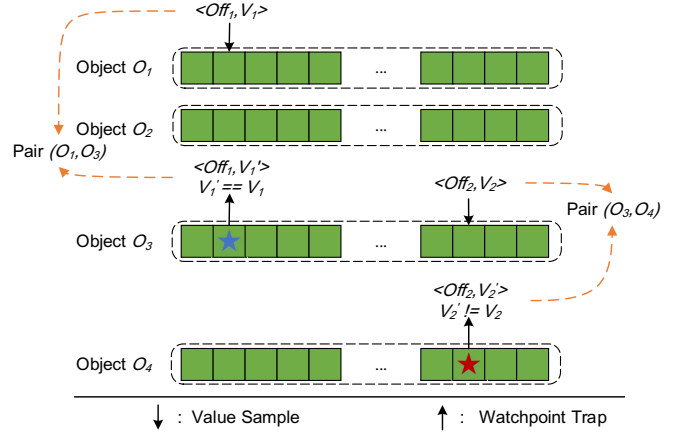 <Off₁,V₁>
Object O₁
...
Object O₂
...
Pair (O₁,O₃)
<Off₁,V₁'>
V₁' == V₁
<Off₂,V₂>
Pair (O₃,O₄)
Object O₃
...
<Off₂,V₂'>
V₂' != V₂
Object O₄
...
: Value Sample
: Watchpoint Trap